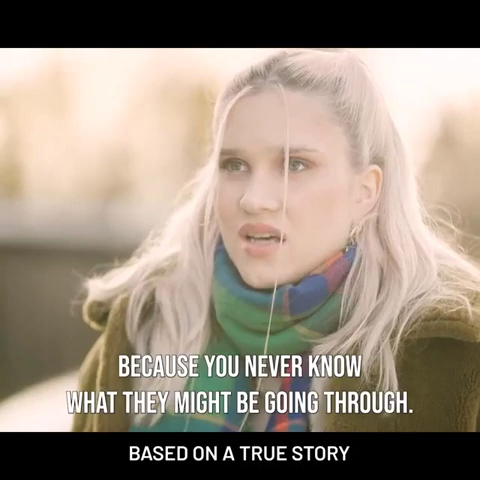 BECAUSE YOU NEVER KNOW
WHAT THEY MIGHT BE GOING THROUGH.
BASED ON A TRUE STORY